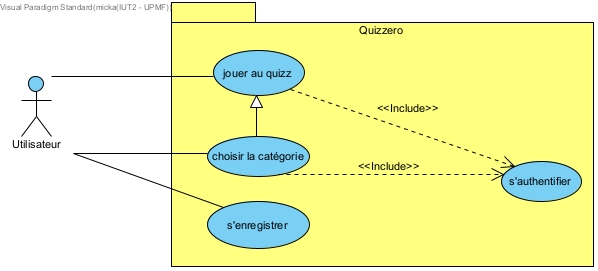 Visual Paradigm Standard(micka(IUT2 - UPMF))
Quizzero
jouer au quizz
<<Include>>
Utilisateur
choisir la catégorie
<<Include>>
s'authentifier
s'enregistrer